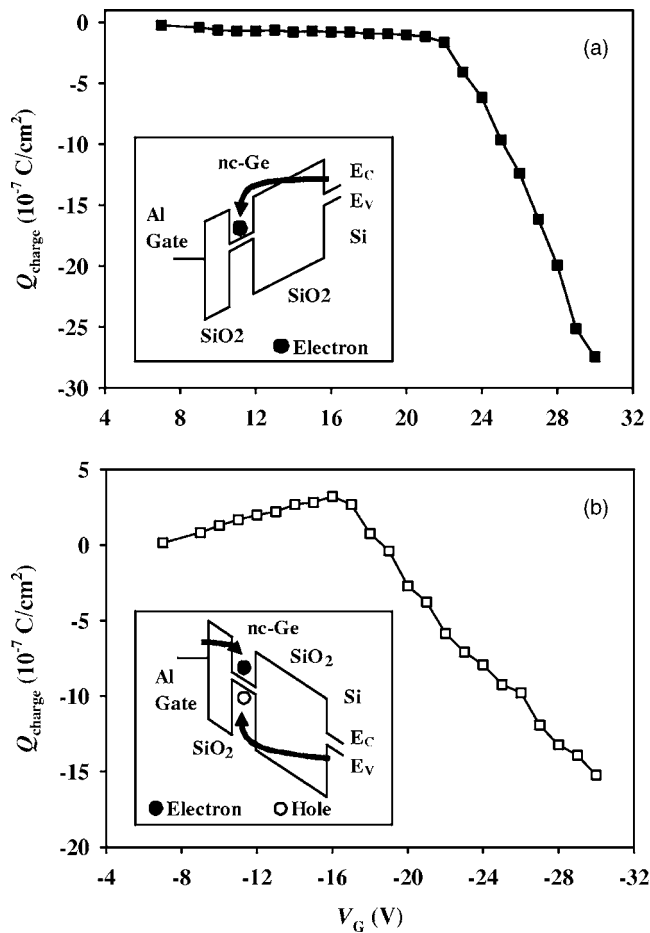 (a)
0
-5
-10
-15
-20
-25
-30
Q_charge (10^-7 C/cm^2)
nc-Ge
E_C
E_V
Al
Gate
Si
SiO2
SiO2
Electron
4 8 12 16 20 24 28 32
(b)
5
0
-5
-10
-15
-20
Q_charge (10^-7 C/cm^2)
nc-Ge
SiO_2
Al
Gate
Si
SiO_2
E_C
E_V
Electron Hole
-4 -8 -12 -16 -20 -24 -28 -32
V_G (V)